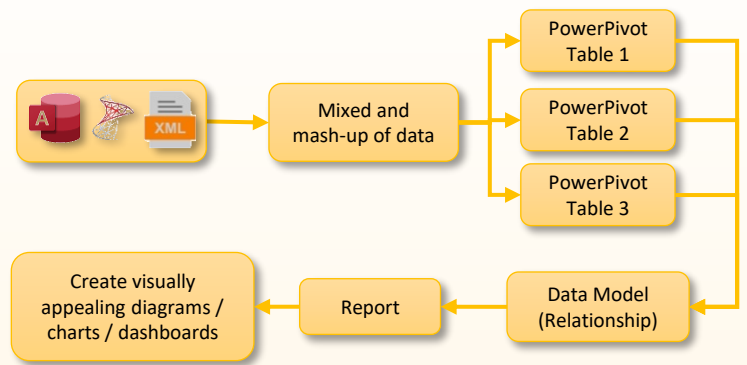 PowerPivot
Table 1
A
XML
Mixed and
mash-up of data
PowerPivot
Table 2
PowerPivot
Table 3
Create visually
appealing diagrams /
charts / dashboards
Report
Data Model
(Relationship)